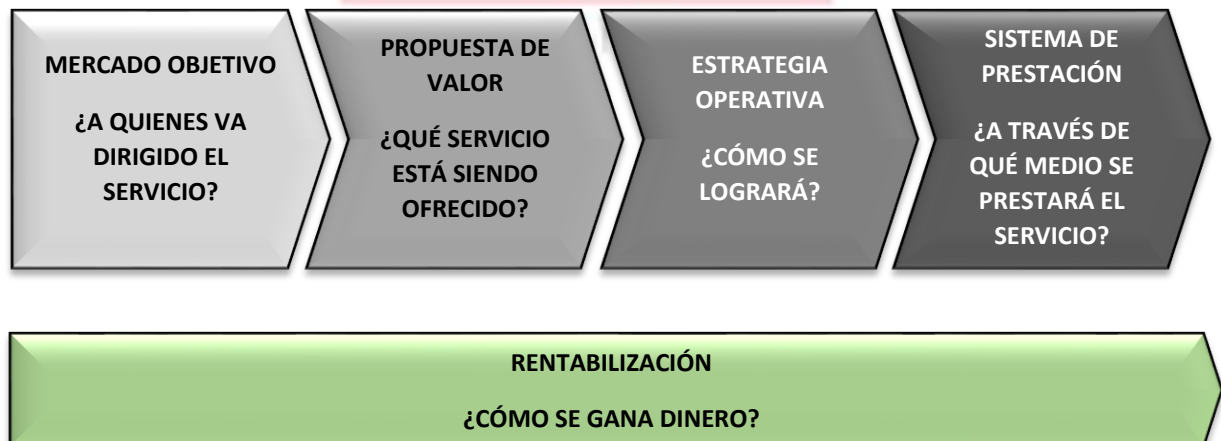 MERCADO OBJETIVO
¿A QUIENES VA
DIRIGIDO EL
SERVICIO?
PROPUESTA DE
VALOR
¿QUÉ SERVICIO
ESTÁ SIENDO
OFRECIDO?
ESTRATEGIA
OPERATIVA
¿CÓMO SE
LOGRARÁ?
SISTEMA DE
PRESTACIÓN
¿A TRAVÉS DE
QUÉ MEDIO SE
PRESTARÁ EL
SERVICIO?
RENTABILIZACIÓN
¿CÓMO SE GANA DINERO?